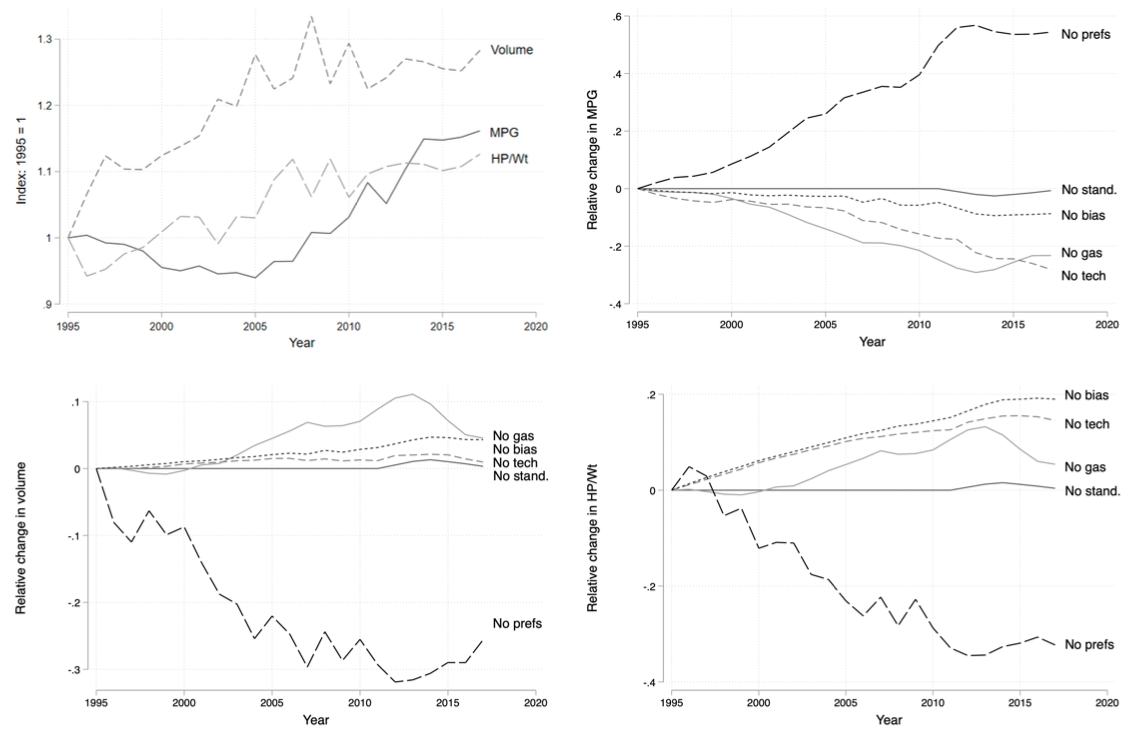 Index: 1995 = 1
1.3
1.2
1.1
1
.9
Volume
MPG
HP/Wt
1995 2000 2005 2010 2015 2020
Year
Relative change in MPG
.6
.4
.2
0
-.2
-.4
No prefs
No stand.
No bias
No gas
No tech
1995 2000 2005 2010 2015 2020
Year
Relative change in volume
.1
0
-.1
-.2
-.3
No gas
No bias
No tech
No stand.
No prefs
1995 2000 2005 2010 2015 2020
Year
Relative change in HP/Wt
.2
0
-.2
-.4
No bias
No tech
No gas
No stand.
No prefs
1995 2000 2005 2010 2015 2020
Year